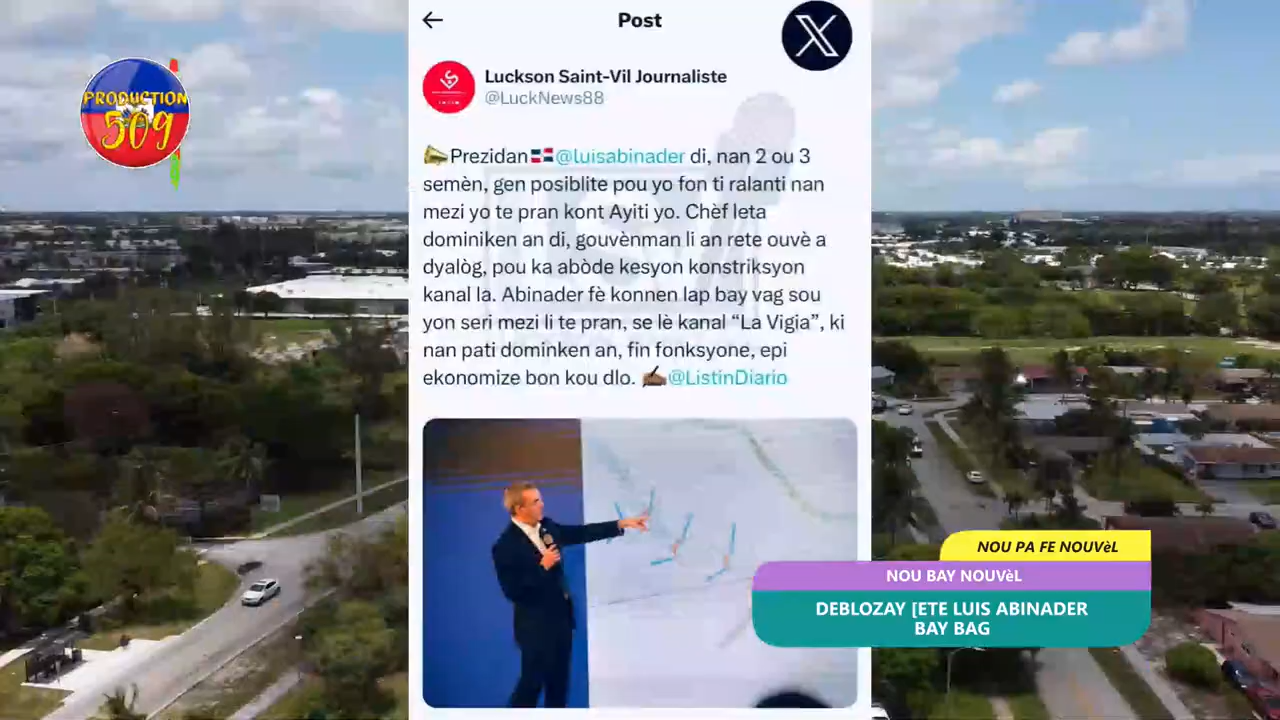 PRODUCTION
509
Post
Luckson Saint-Vil Journaliste
@LuckNews88
Prezidan @luisabinader di, nan 2 ou 3
semèn, gen posiblite pou yo fon ti ralanti nan
mezi yo te pran kont Ayiti yo. Chèf leta
dominiken an di, gouvènman li an rete ouvè a
dyalòg, pou ka abòde kesyon konstriksyon
kanal la. Abinader fè konnen lap bay vag sou
yon seri mezi li te pran, se lè kanal “La Vigia”, ki
nan pati dominken an, fin fonksyone, epi
ekonomize bon kou dlo. @ListinDiario
NOU PA FE NOUVèL
NOU BAY NOUVèL
DEBLOZAY [ETE LUIS ABINADER
BAY BAG